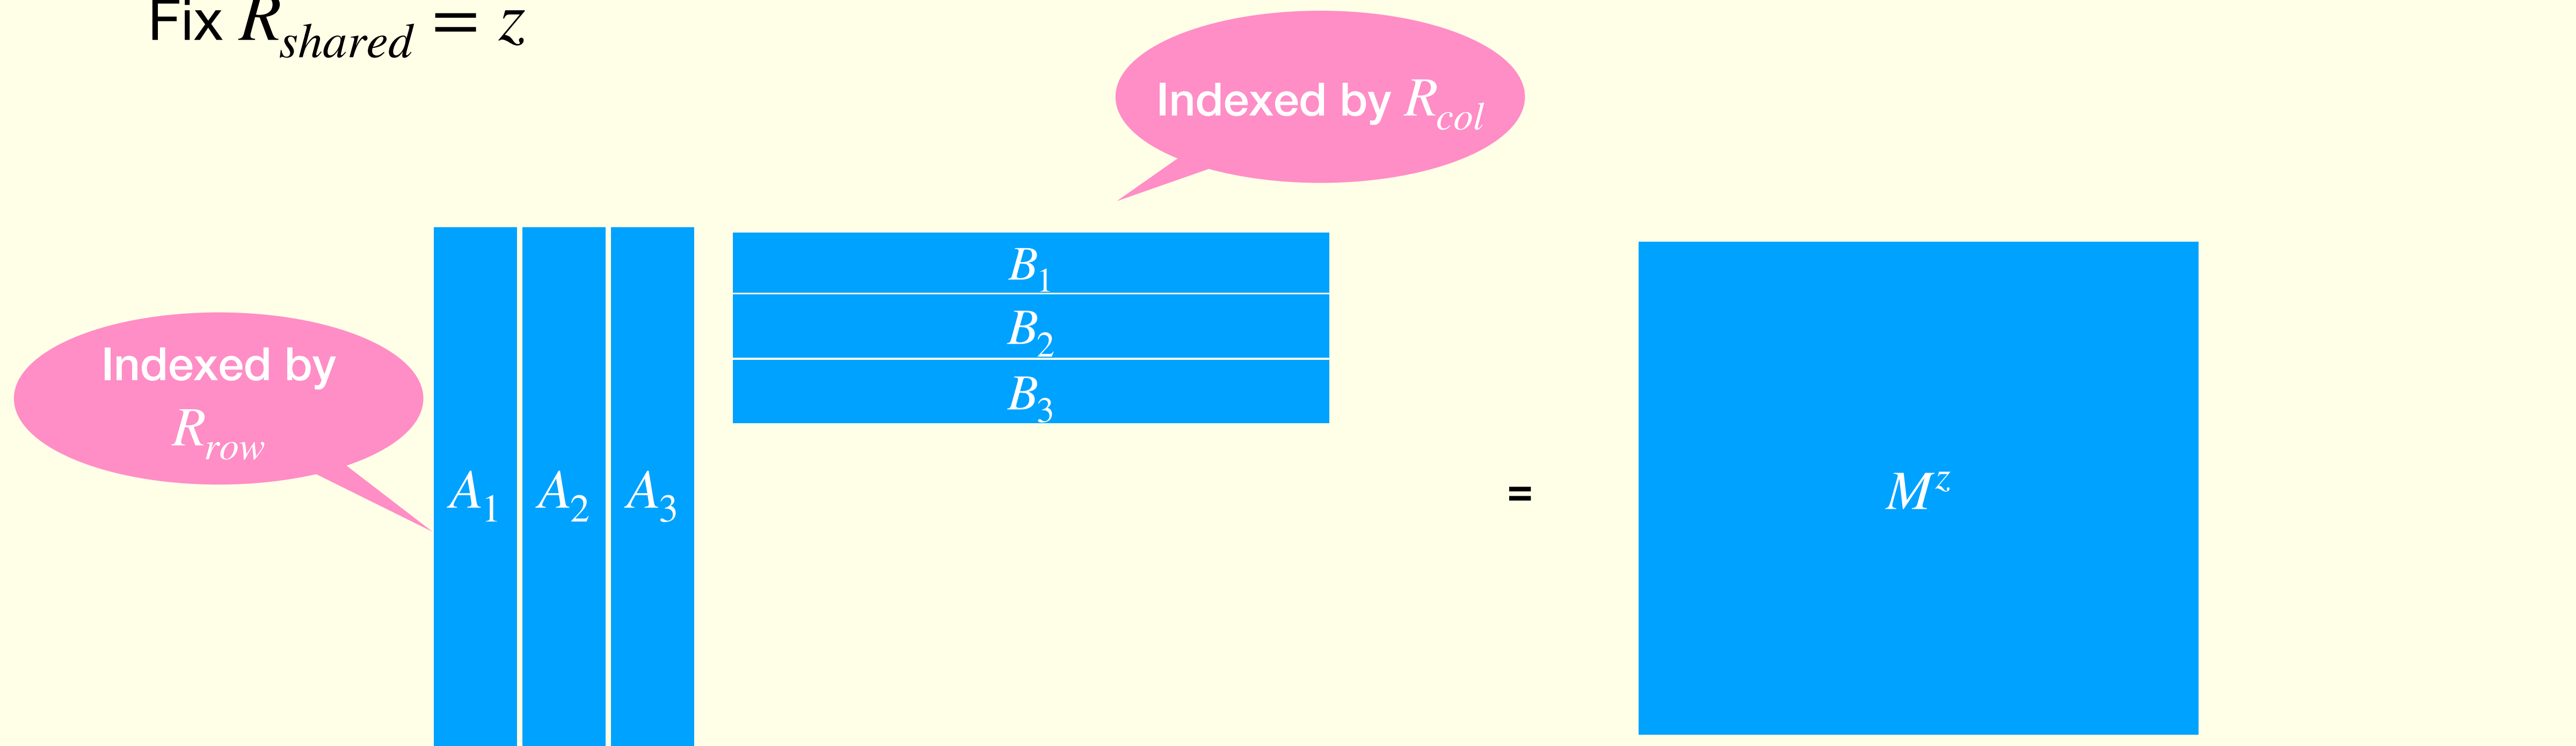 Fix R_shared = z
Indexed by R_col
Indexed by
R_row
B_1
B_2
B_3
A_1 A_2 A_3
=
M^z